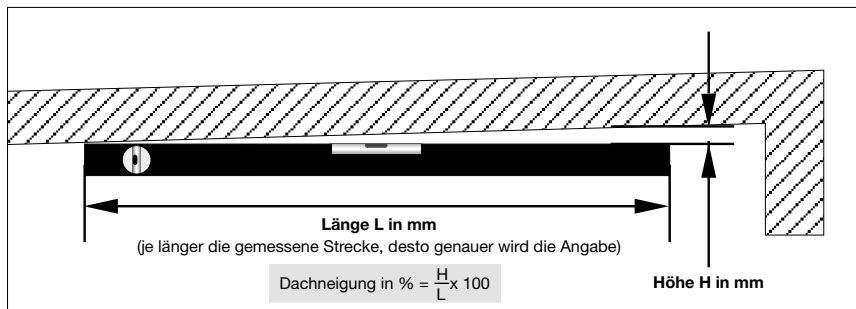 Länge L in mm
(je länger die gemessene Strecke, desto genauer wird die Angabe)
Dachneigung in % = H/L x 100
Höhe H in mm